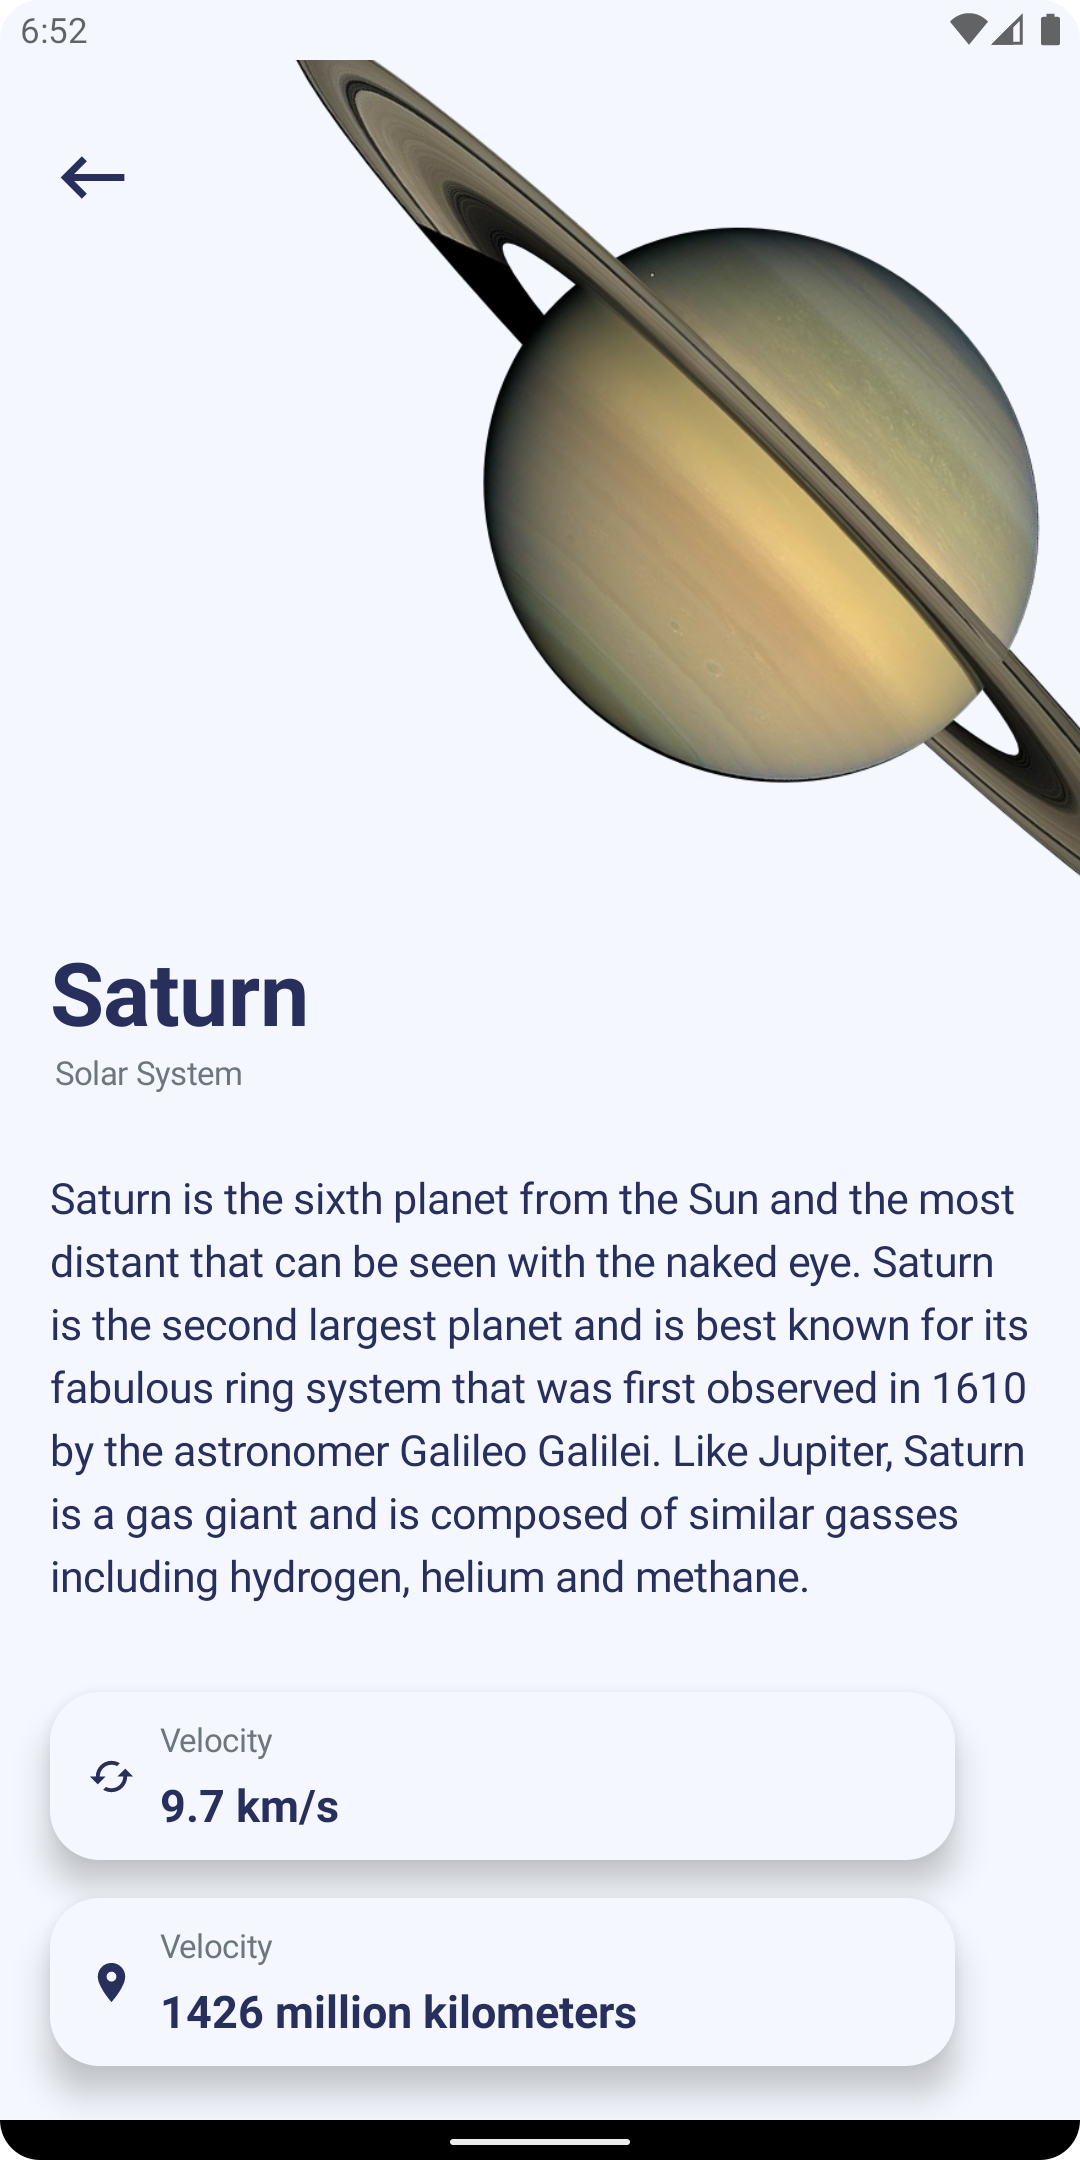 6:52
Saturn
Solar System
Saturn is the sixth planet from the Sun and the most
distant that can be seen with the naked eye. Saturn
is the second largest planet and is best known for its
fabulous ring system that was first observed in 1610
by the astronomer Galileo Galilei. Like Jupiter, Saturn
is a gas giant and is composed of similar gasses
including hydrogen, helium and methane.
Velocity
9.7 km/s
Velocity
1426 million kilometers